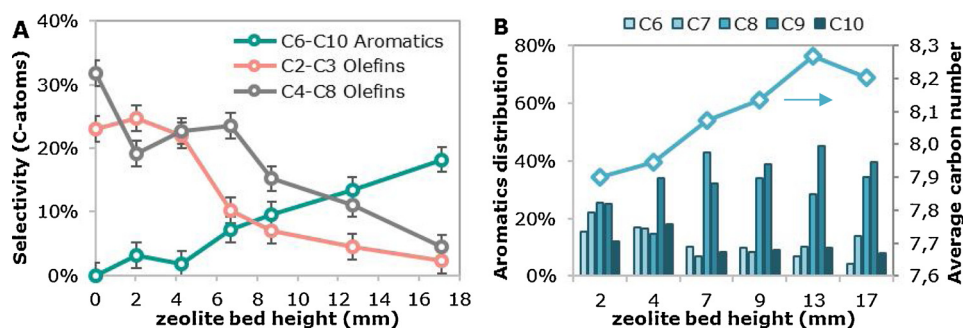 A
40%
30%
20%
10%
0%
Selectivity (C-atoms)
C6-C10 Aromatics
C2-C3 Olefins
C4-C8 Olefins
0 2 4 6 8 10 12 14 16 18
zeolite bed height (mm)
B
C6 C7 C8 C9 C10
80%
60%
40%
20%
0%
Aromatics distribution
8,3
8,2
8,1
8,0
7,9
7,8
7,7
7,6
Average carbon number
2 4 7 9 13 17
zeolite bed height (mm)